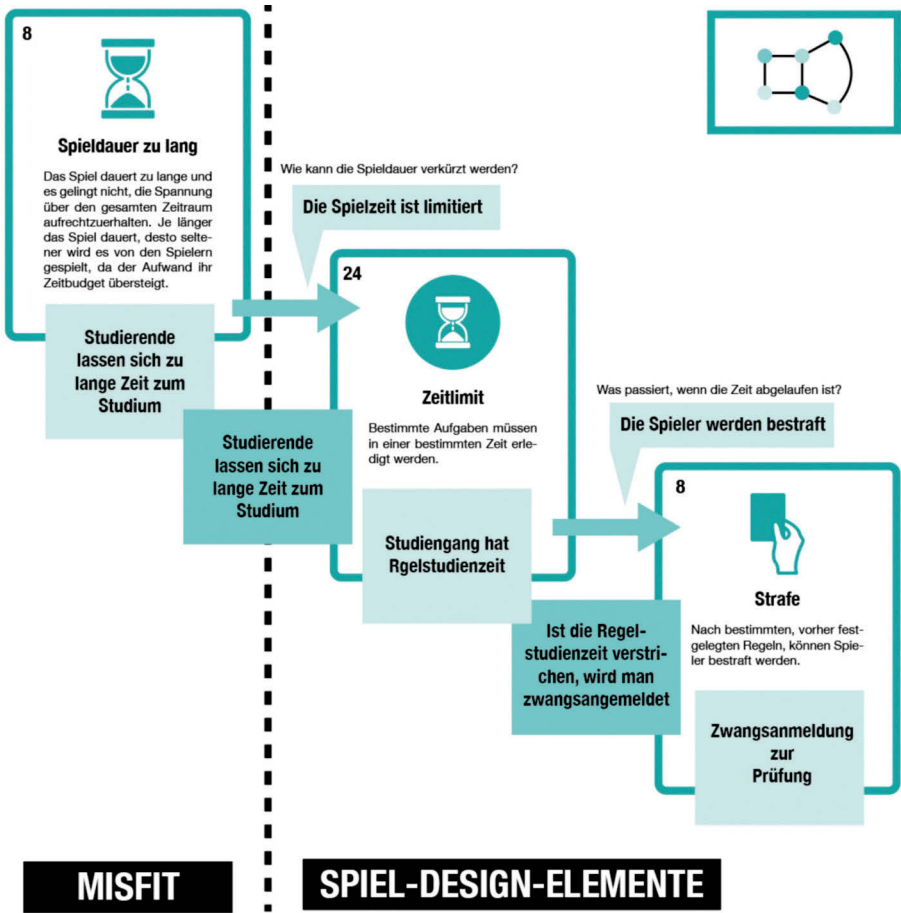 8
Spieldauer zu lang
Das Spiel dauert zu lange und
es gelingt nicht, die Spannung
über den gesamten Zeitraum
aufrechtzuerhalten. Je länger
das Spiel dauert, desto selte-
ner wird es von den Spielern
gespielt, da der Aufwand ihr
Zeitbudget übersteigt.
Studierende
lassen sich zu
lange Zeit zum
Studium
Wie kann die Spieldauer verkürzt werden?
Die Spielzeit ist limitiert
Studierende
lassen sich zu
lange Zeit zum
Studium
24
Zeitlimit
Bestimmte Aufgaben müssen
in einer bestimmten Zeit erle-
digt werden.
Studiengang hat
Rgelstudienzeit
Was passiert, wenn die Zeit abgelaufen ist?
Die Spieler werden bestraft
Ist die Regel-
studienzeit verstri-
chen, wird man
zwangsangemeldet
8
Strafe
Nach bestimmten, vorher fest-
gelegten Regeln, können Spie-
ler bestraft werden.
Zwangsanmeldung
zur
Prüfung
MISFIT
SPIEL-DESIGN-ELEMENTE